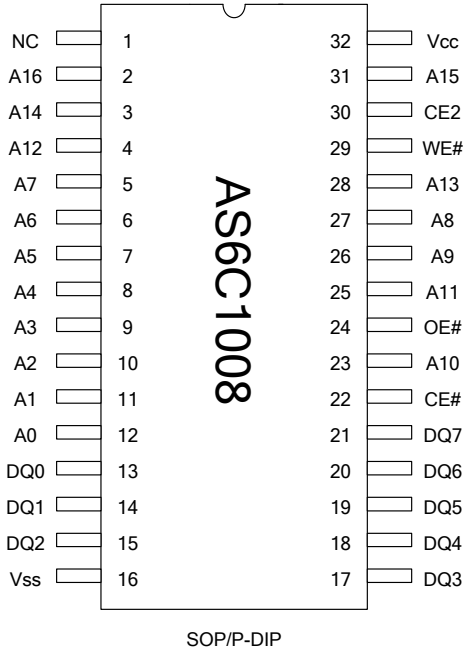 NC 1 32 Vcc
A16 2 31 A15
A14 3 30 CE2
A12 4 29 WE#
A7 5 28 A13
A6 6 27 A8
A5 7 26 A9
A4 8 25 A11
A3 9 24 OE#
A2 10 23 A10
A1 11 22 CE#
A0 12 21 DQ7
DQ0 13 20 DQ6
DQ1 14 19 DQ5
DQ2 15 18 DQ4
Vss 16 17 DQ3
AS6C1008
SOP/P-DIP